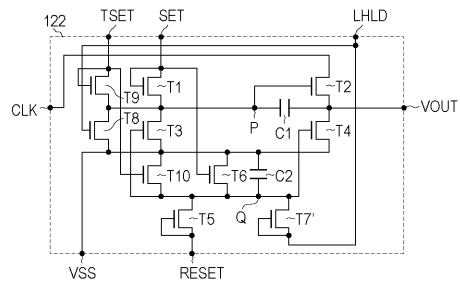 122 TSET SET LHLD
T9 T1 T2
CLK VOUT
T8 T3 P C1 T4
T10 T6 C2
Q
T5 T7'
VSS RESET